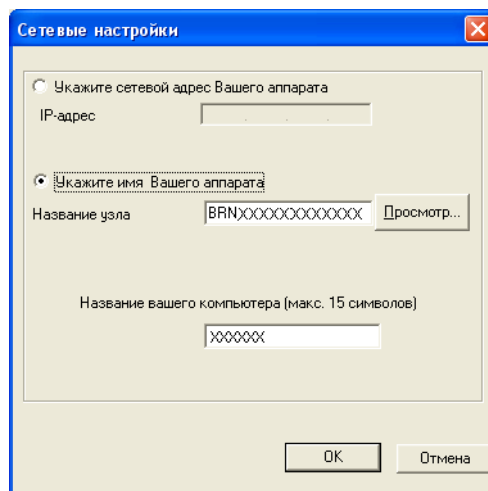 Сетевые настройки
Укажите сетевой адрес Вашего аппарата
IP-адрес
Укажите имя Вашего аппарата
Название узла BRNXXXXXXXXXXXX Просмотр...
Название вашего компьютера (макс. 15 символов)
XXXXXX
OK Отмена